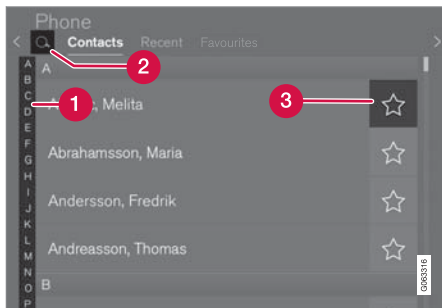 Phone
Contacts Recent Favourites
2
A
A
B
C
D
E
F
G
H
I
J
K
L
M
N
O
P
1
, Melita
3
Abrahamsson, Maria
Andersson, Fredrik
Andreasson, Thomas
B
G063316